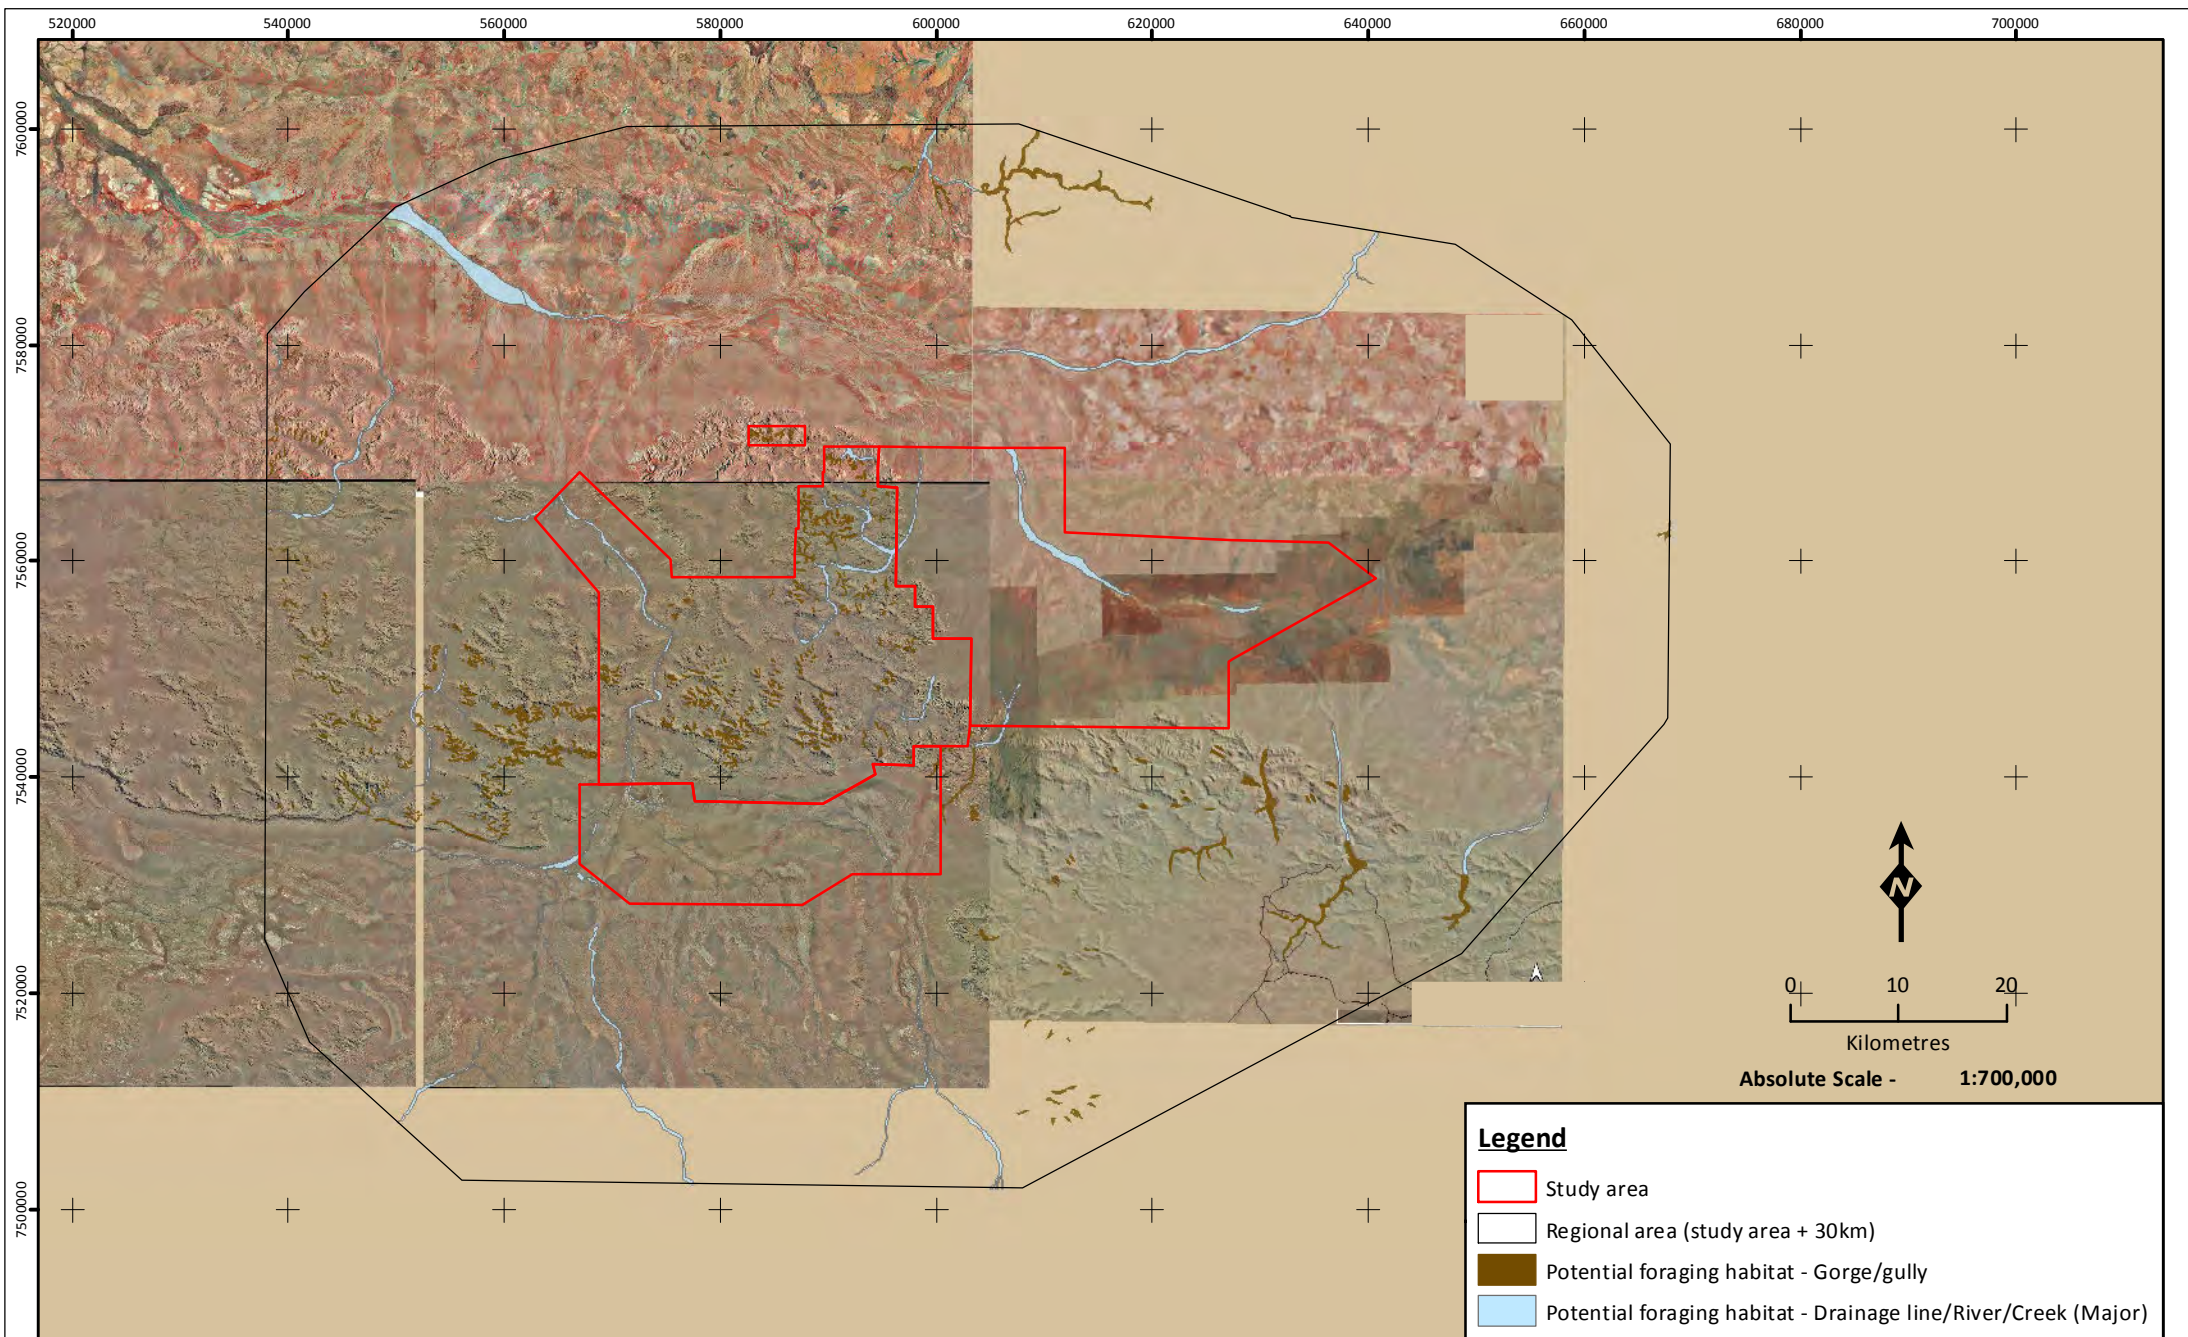 520000 540000 560000 580000 600000 620000 640000 660000 680000 700000
7600000
7580000
7560000
7540000
7520000
7500000
N
0 10 20
Kilometres
Absolute Scale - 1:700,000
Legend
Study area
Regional area (study area + 30km)
Potential foraging habitat - Gorge/gully
Potential foraging habitat - Drainage line/River/Creek (Major)